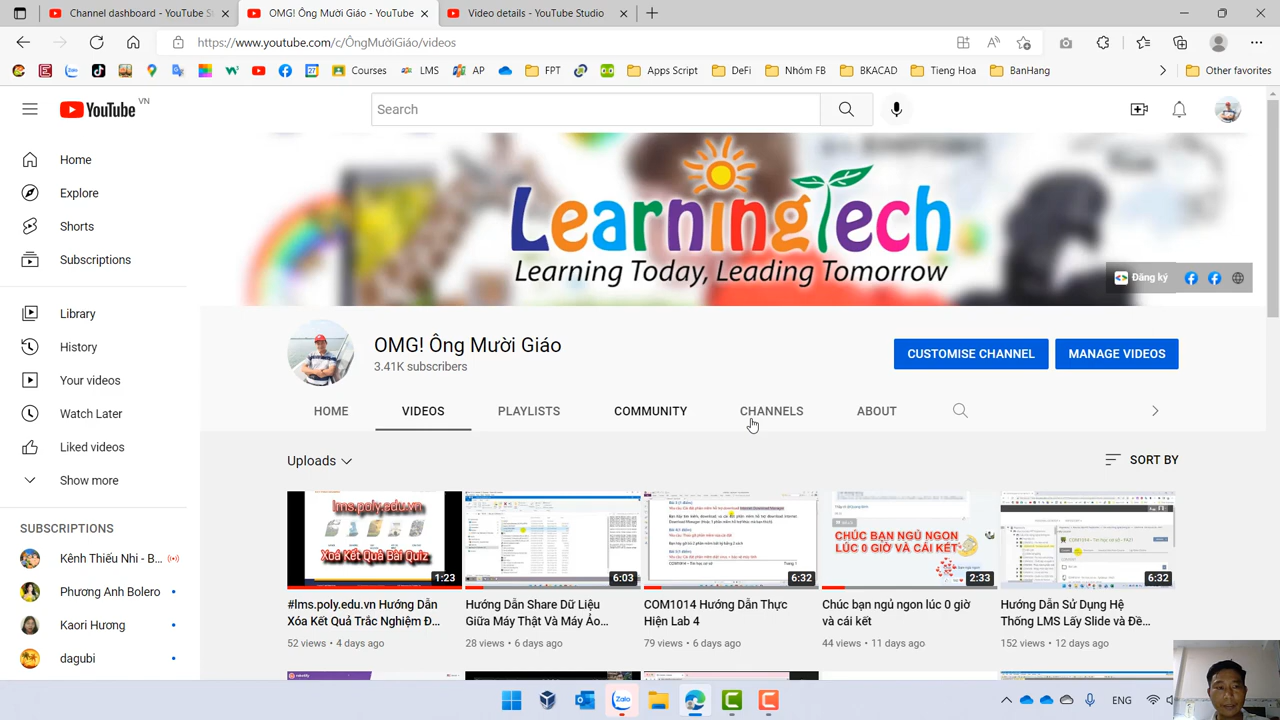 Channel dashboard - YouTube S
OMG! Ông Mười Giáo - YouTube
Video details - YouTube Studio
https://www.youtube.com/c/ÔngMườiGiáo/videos
Courses
LMS
AP
FPT
Apps Script
DeFi
Nhóm FB
BKACAD
Tieng Hoa
BanHang
Other favorites
YouTube VN
Search
Home
Explore
Shorts
Subscriptions
Library
History
Your videos
Watch Later
Liked videos
Show more
SUBSCRIPTIONS
Kênh Thiếu Nhi - B...
Phương Anh Bolero
Kaori Hương
dagubi
LearningTech
Learning Today, Leading Tomorrow
Đăng ký
OMG! Ông Mười Giáo
3.41K subscribers
CUSTOMISE CHANNEL
MANAGE VIDEOS
HOME
VIDEOS
PLAYLISTS
COMMUNITY
CHANNELS
ABOUT
Uploads
SORT BY
lms.poly.edu.vn
Xoá Kết Quả Bài Quiz
1:23
#lms.poly.edu.vn Hướng Dẫn
Xóa Kết Quả Trắc Nghiệm Đ...
52 views • 4 days ago
6:03
Hướng Dẫn Share Dữ Liệu
Giữa Máy Thật Và Máy Ảo...
28 views • 6 days ago
6:32
COM1014 Hướng Dẫn Thực
Hiện Lab 4
79 views • 6 days ago
CHÚC BẠN NGỦ NGON
LÚC 0 GIỜ VÀ CÁI KẾT
2:33
Chúc bạn ngủ ngon lúc 0 giờ
và cái kết
44 views • 11 days ago
6:32
Hướng Dẫn Sử Dụng Hệ
Thống LMS Lấy Slide và Đề...
152 views • 12 days ago
Zalo
ENG